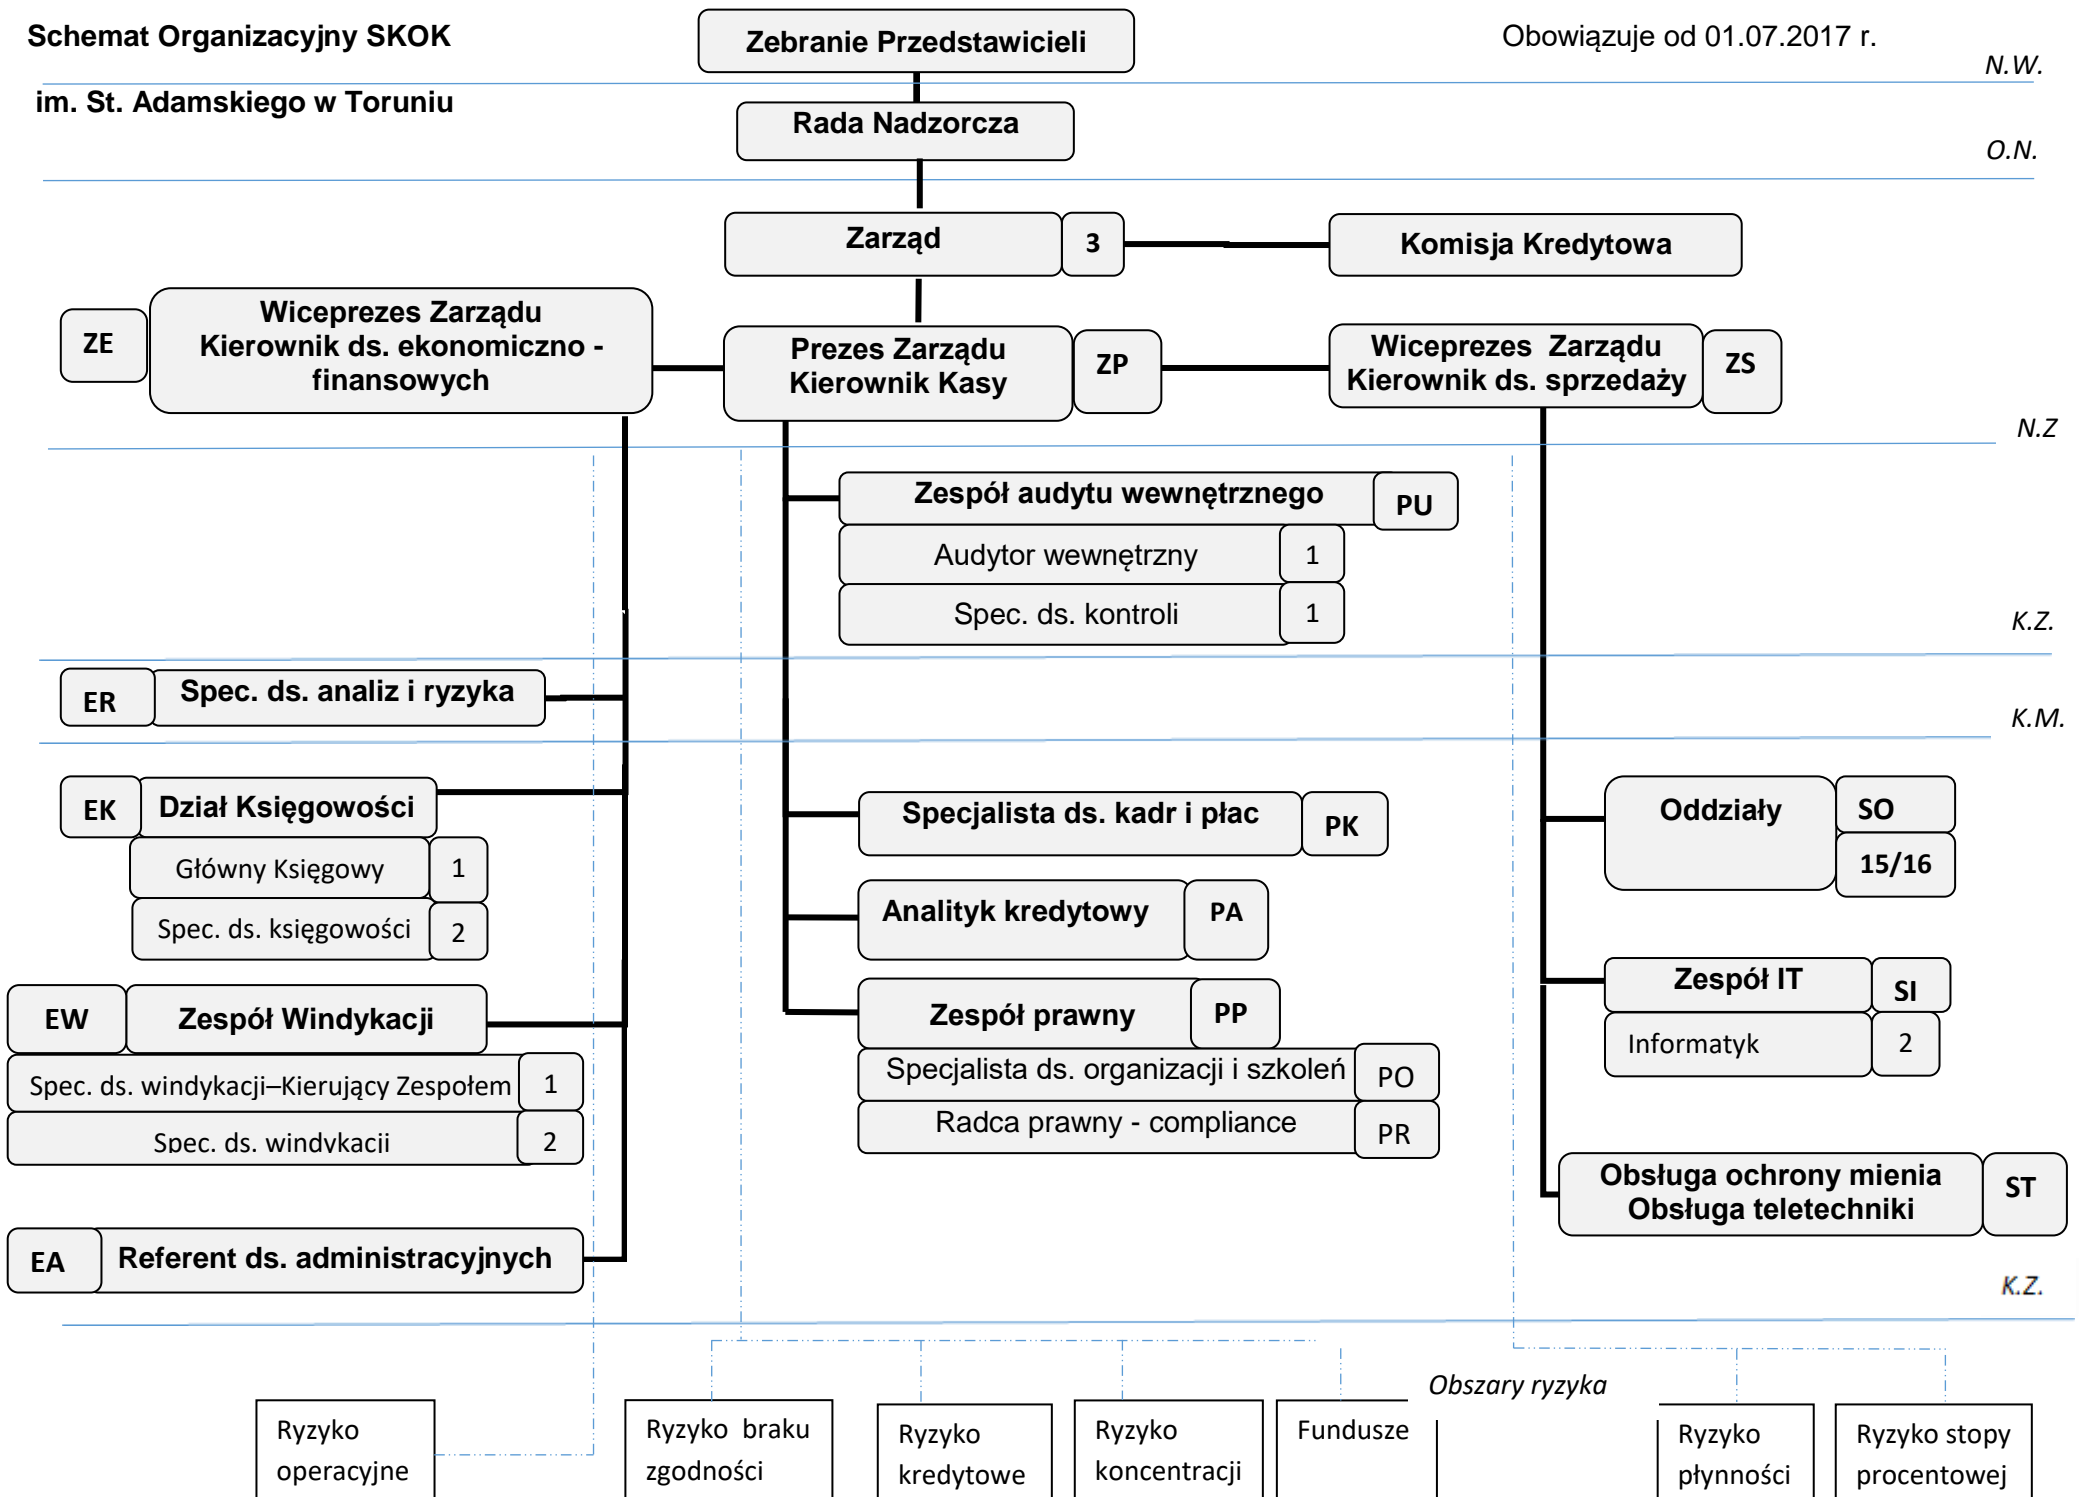 Schemat Organizacyjny SKOK
im. St. Adamskiego w Toruniu
Obowiązuje od 01.07.2017 r.
Zebranie Przedstawicieli
N.W.
Rada Nadzorcza
O.N.
Zarząd
3
Komisja Kredytowa
ZE
Wiceprezes Zarządu
Kierownik ds. ekonomiczno -
finansowych
Prezes Zarządu
Kierownik Kasy
ZP
Wiceprezes  Zarządu
Kierownik ds. sprzedaży
ZS
N.Z
Zespół audytu wewnętrznego
PU
Audytor wewnętrzny
1
Spec. ds. kontroli
1
K.Z.
ER
Spec. ds. analiz i ryzyka
K.M.
EK
Dział Księgowości
Główny Księgowy
1
Spec. ds. księgowości
2
EW
Zespół Windykacji
Spec. ds. windykacji–Kierujący Zespołem
1
Spec. ds. windykacji
2
EA
Referent ds. administracyjnych
Specjalista ds. kadr i płac
PK
Analityk kredytowy
PA
Zespół prawny
PP
Specjalista ds. organizacji i szkoleń
PO
Radca prawny - compliance
PR
Oddziały
SO
15/16
Zespół IT
SI
Informatyk
2
Obsługa ochrony mienia
Obsługa teletechniki
ST
K.Z.
Obszary ryzyka
Ryzyko
operacyjne
Ryzyko  braku
zgodności
Ryzyko
kredytowe
Ryzyko
koncentracji
Fundusze
Ryzyko
płynności
Ryzyko stopy
procentowej